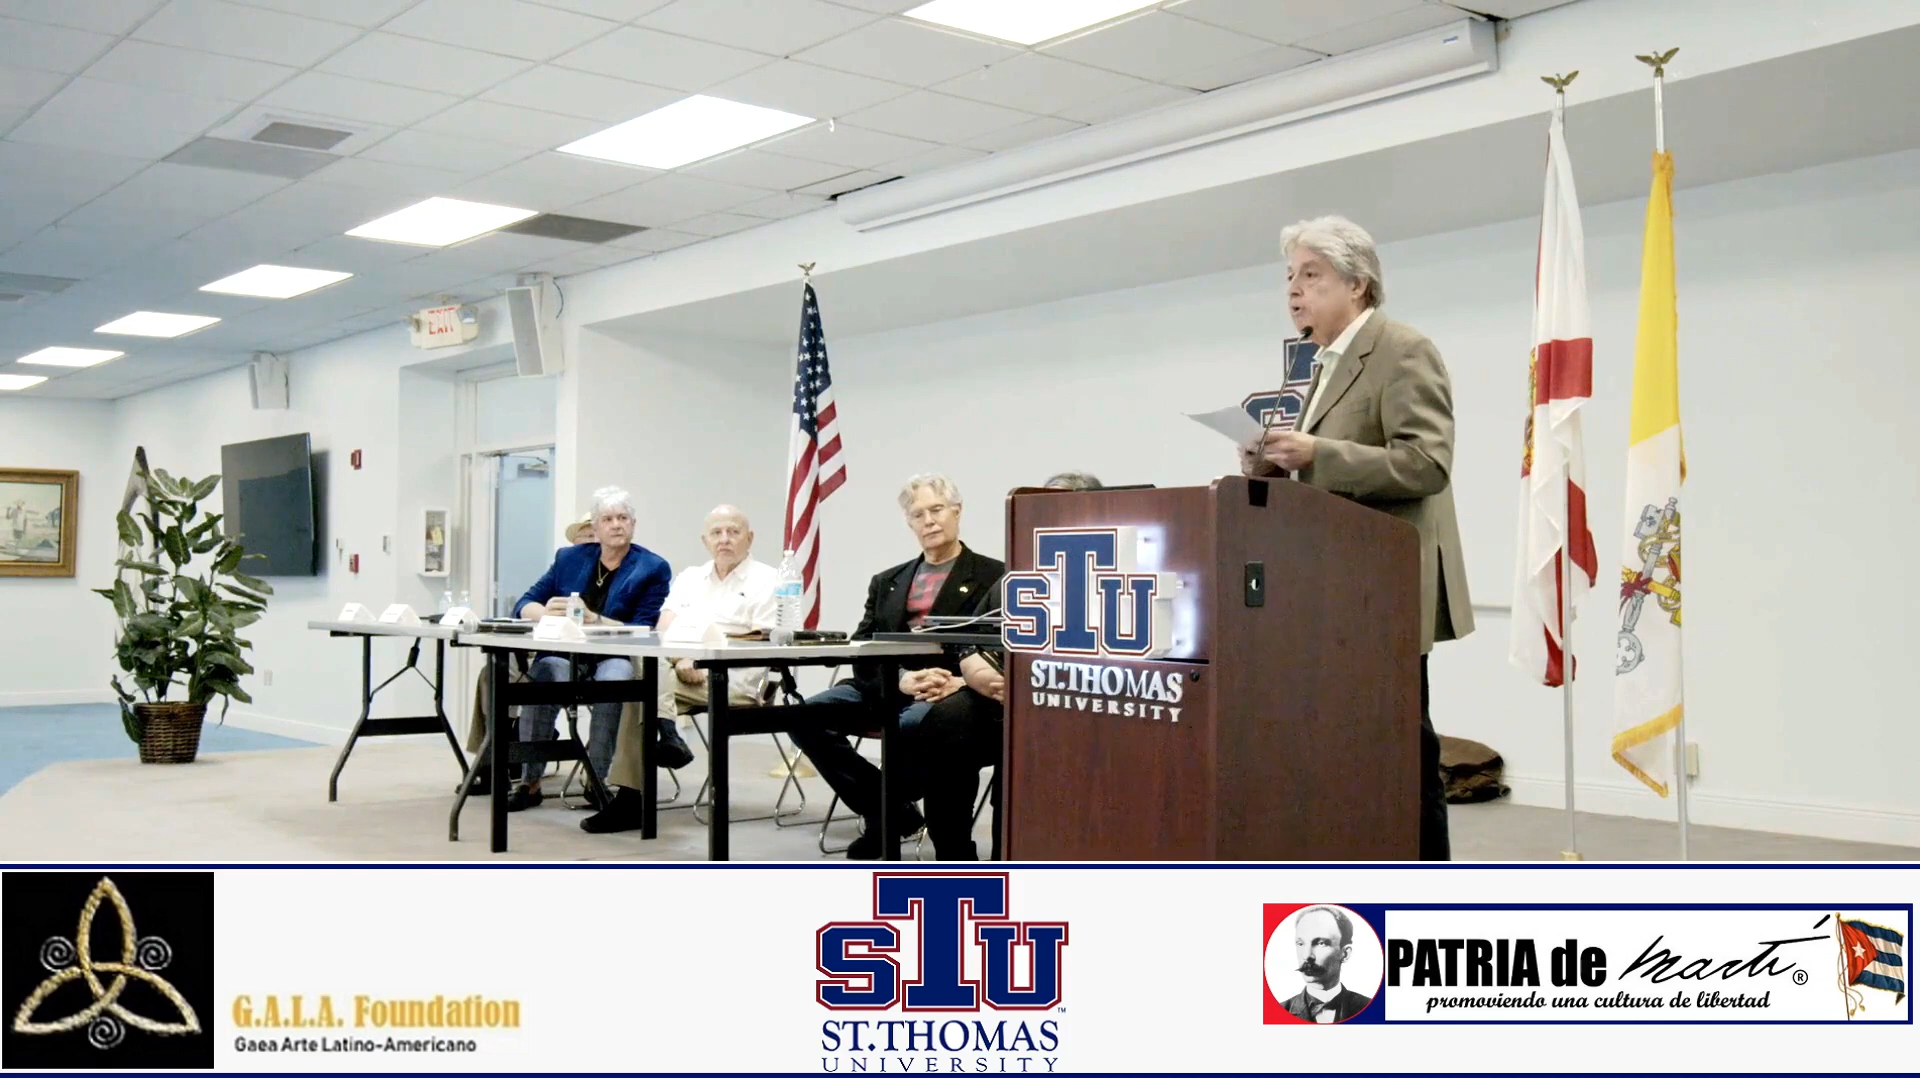 EXIT
STU
ST.THOMAS
UNIVERSITY
G.A.L.A. Foundation
Gaea Arte Latino-Americano
STU™
ST.THOMAS
UNIVERSITY
PATRIA de Martí®
promoviendo una cultura de libertad